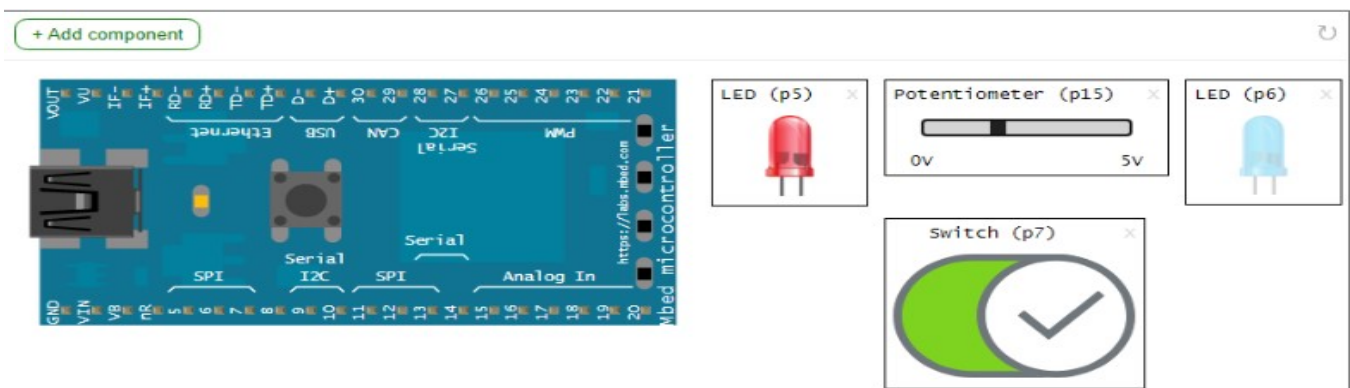 + Add component
VOUT VU IF- IF+ RD- RD+ TD- TD+ D- D+ 30 29 28 27 26 25 24 23 22 21
Ethernet USB CAN I2C PWM
Serial
Serial
Serial
SPI I2C SPI Analog In
GND VIN VB nR 5 6 7 8 9 10 11 12 13 14 15 16 17 18 19 20
https://labs.mbed.com
Mbed microcontroller
LED (p5) ×
Potentiometer (p15) ×
0V 5V
LED (p6) ×
Switch (p7) ×